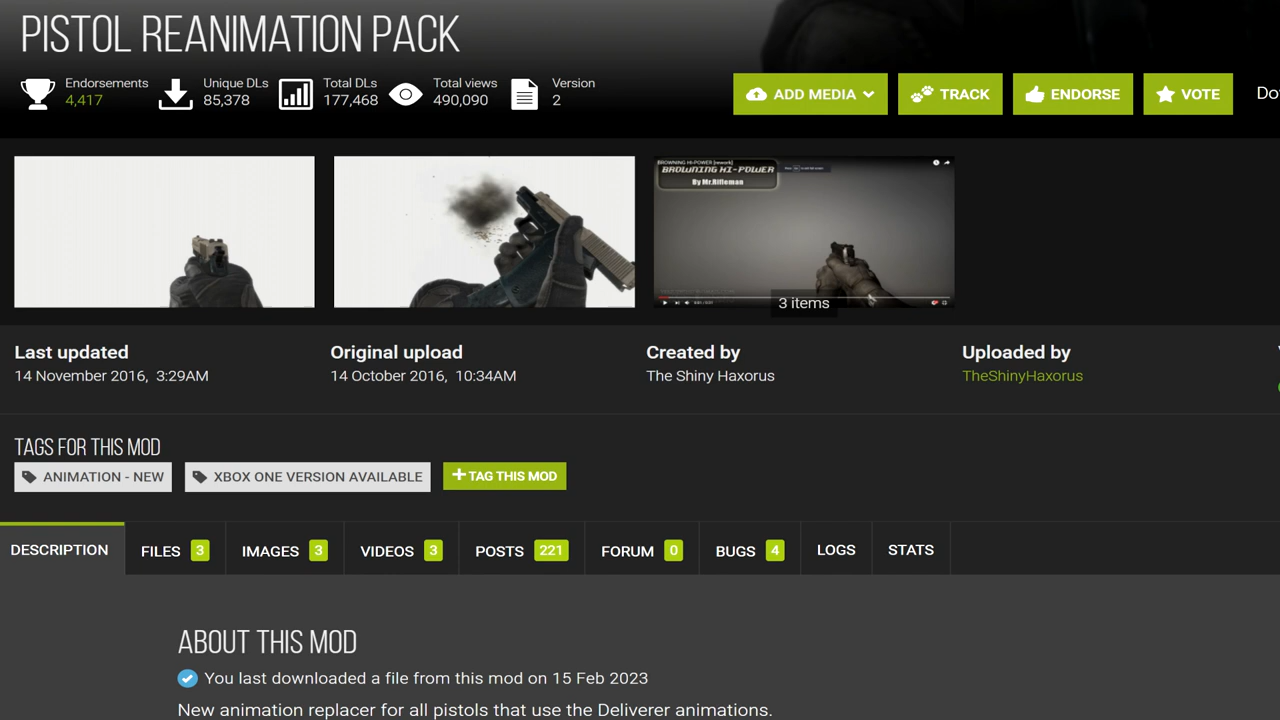 PISTOL REANIMATION PACK
Endorsements
4,417
Unique DLs
85,378
Total DLs
177,468
Total views
490,090
Version
2
ADD MEDIA
TRACK
ENDORSE
VOTE
Do
BROWNING HI-POWER [rework]
BROWNING HI-POWER
By Mr.Rifleman
3 items
Last updated
14 November 2016, 3:29AM
Original upload
14 October 2016, 10:34AM
Created by
The Shiny Haxorus
Uploaded by
TheShinyHaxorus
TAGS FOR THIS MOD
ANIMATION - NEW
XBOX ONE VERSION AVAILABLE
+ TAG THIS MOD
DESCRIPTION
FILES 3
IMAGES 3
VIDEOS 3
POSTS 221
FORUM 0
BUGS 4
LOGS
STATS
ABOUT THIS MOD
You last downloaded a file from this mod on 15 Feb 2023
New animation replacer for all pistols that use the Deliverer animations.